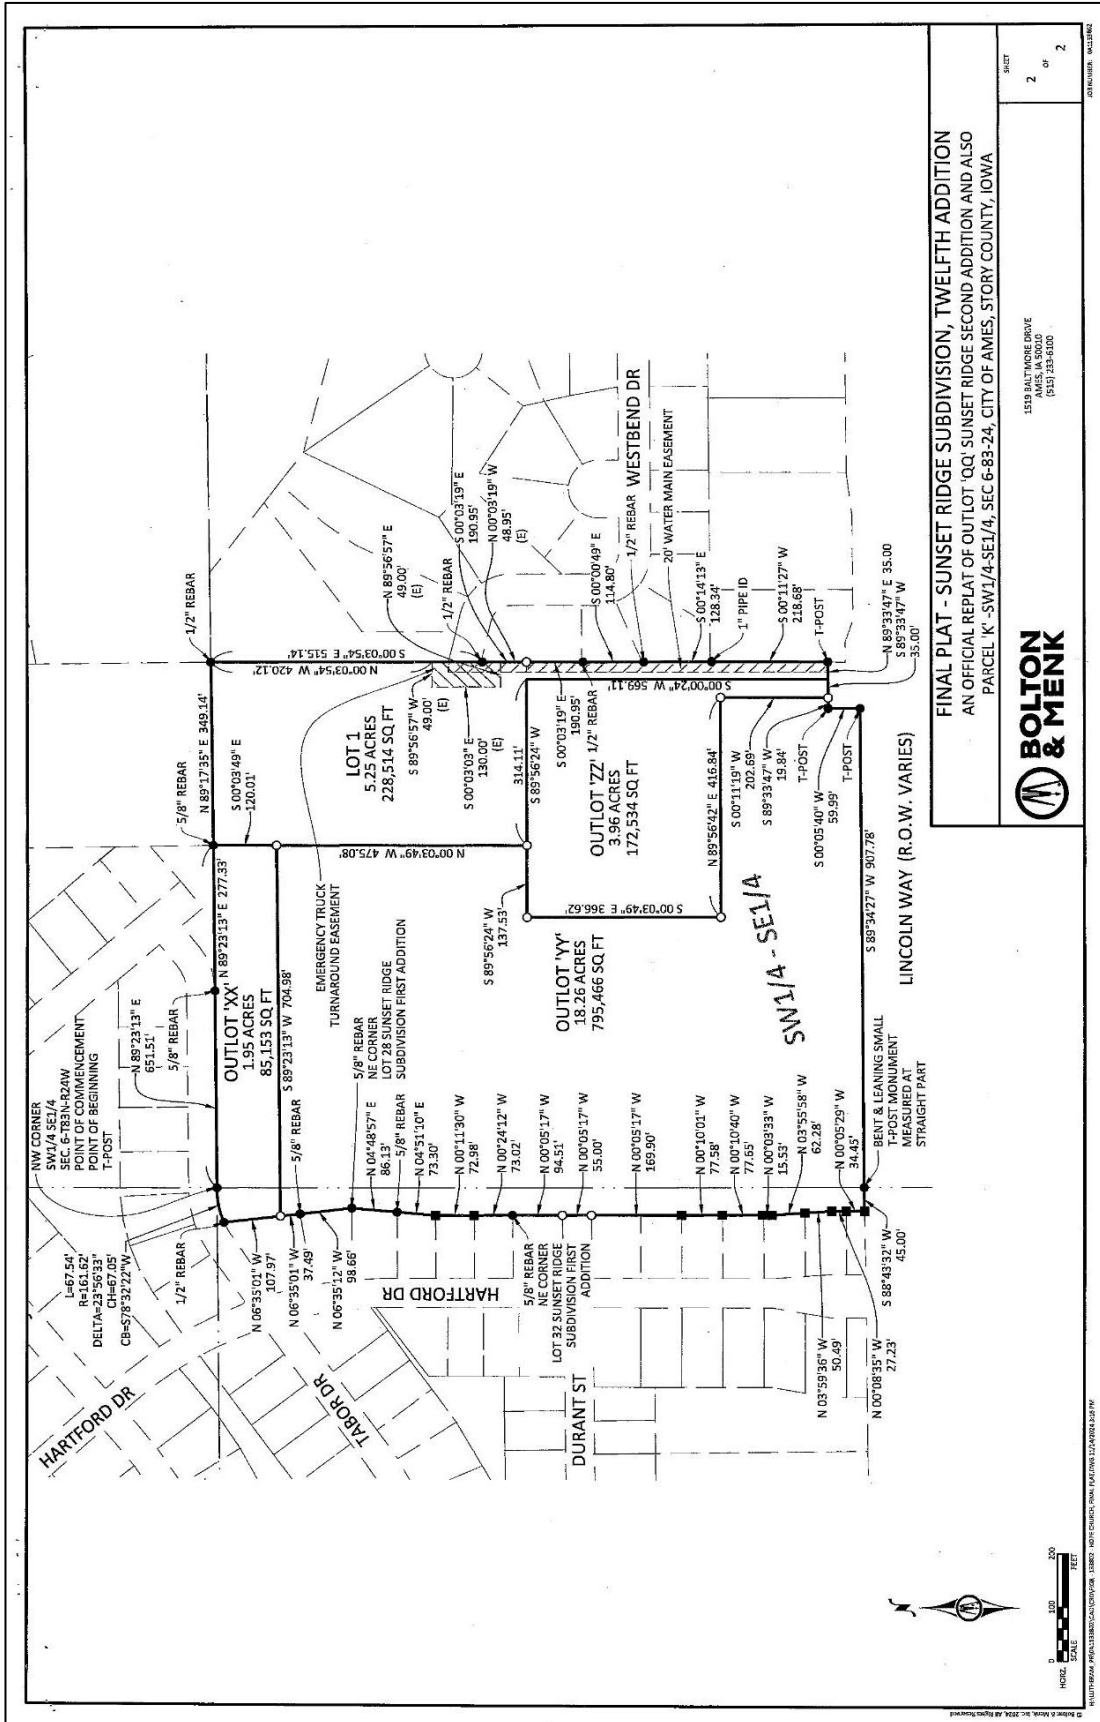 NW CORNER
SW1/4 SE1/4
SEC. 6-T83N-R24W
POINT OF COMMENCEMENT
POINT OF BEGINNING
T-POST
L=67.54'
R=161.62'
DELTA=23°56'33"
CH=67.05'
CB=S78°32'22"W
1/2" REBAR
HARTFORD DR
TABOR DR
N 89°23'13" E
651.51'
5/8" REBAR
N 89°23'13" E 277.33'
5/8" REBAR
N 89°17'35" E 349.14'
1/2" REBAR
OUTLOT 'XX'
1.95 ACRES
85,153 SQ FT
S 89°23'13" W 704.98'
S 00°03'49" E
120.01'
N 00°03'49" W 475.08'
LOT 1
5.25 ACRES
228,514 SQ FT
N 00°03'54" W 420.12'
S 00°03'54" E 515.14'
EMERGENCY TRUCK
TURNAROUND EASEMENT
S 89°56'57" W
49.00'
(E)
S 00°03'03" E
130.00'
(E)
N 89°56'57" E
49.00'
(E)
1/2" REBAR
S 00°03'19" E
190.95'
N 00°03'19" W
48.95'
(E)
N 06°35'01" W
107.97'
5/8" REBAR
N 06°35'01" W
37.49'
N 06°35'12" W
98.66'
5/8" REBAR
NE CORNER
LOT 28 SUNSET RIDGE
SUBDIVISION FIRST ADDITION
N 04°48'57" E
86.13'
5/8" REBAR
N 04°51'10" E
73.30'
N 00°11'30" W
72.98'
N 00°24'12" W
73.02'
HARTFORD DR
5/8" REBAR
NE CORNER
LOT 32 SUNSET RIDGE
SUBDIVISION FIRST
ADDITION
N 00°05'17" W
94.51'
N 00°05'17" W
55.00'
N 00°05'17" W
169.90'
DURANT ST
S 89°56'24" W
137.53'
314.11'
S 89°56'24" W
S 00°03'19" E
190.95'
1/2" REBAR
OUTLOT 'ZZ'
3.96 ACRES
172,534 SQ FT
S 00°03'49" E 366.62'
OUTLOT 'YY'
18.26 ACRES
795,466 SQ FT
S 00°00'24" W 569.11'
S 00°00'49" E
114.80'
1/2" REBAR
WESTBEND DR
20' WATER MAIN EASEMENT
S 00°14'13" E
128.34'
1" PIPE ID
S 00°11'27" W
218.68'
T-POST
N 89°33'47" E 35.00
S 89°33'47" W
35.00'
N 89°56'42" E 416.84'
S 00°11'19" W
202.69'
S 89°33'47" W
19.84'
T-POST
S 00°05'40" W
59.99'
T-POST
SW1/4 - SE1/4
N 00°10'01" W
77.58'
N 00°10'40" W
77.65'
N 00°03'33" W
15.53'
N 03°55'58" W
62.28'
N 00°05'29" W
34.45'
N 03°59'36" W
50.49'
N 00°08'35" W
27.23'
S 88°43'32" W
45.00'
BENT & LEANING SMALL
T-POST MONUMENT
MEASURED AT
STRAIGHT PART
S 89°34'27" W 907.78'
LINCOLN WAY (R.O.W. VARIES)
N
0 100 200
HORZ. SCALE FEET
FINAL PLAT - SUNSET RIDGE SUBDIVISION, TWELFTH ADDITION
AN OFFICIAL REPLAT OF OUTLOT 'QQ' SUNSET RIDGE SECOND ADDITION AND ALSO
PARCEL 'K' -SW1/4-SE1/4, SEC 6-83-24, CITY OF AMES, STORY COUNTY, IOWA
BOLTON
& MENK
1519 BALTIMORE DRIVE
AMES, IA 50010
(515) 233-6100
SHEET
2
OF
2